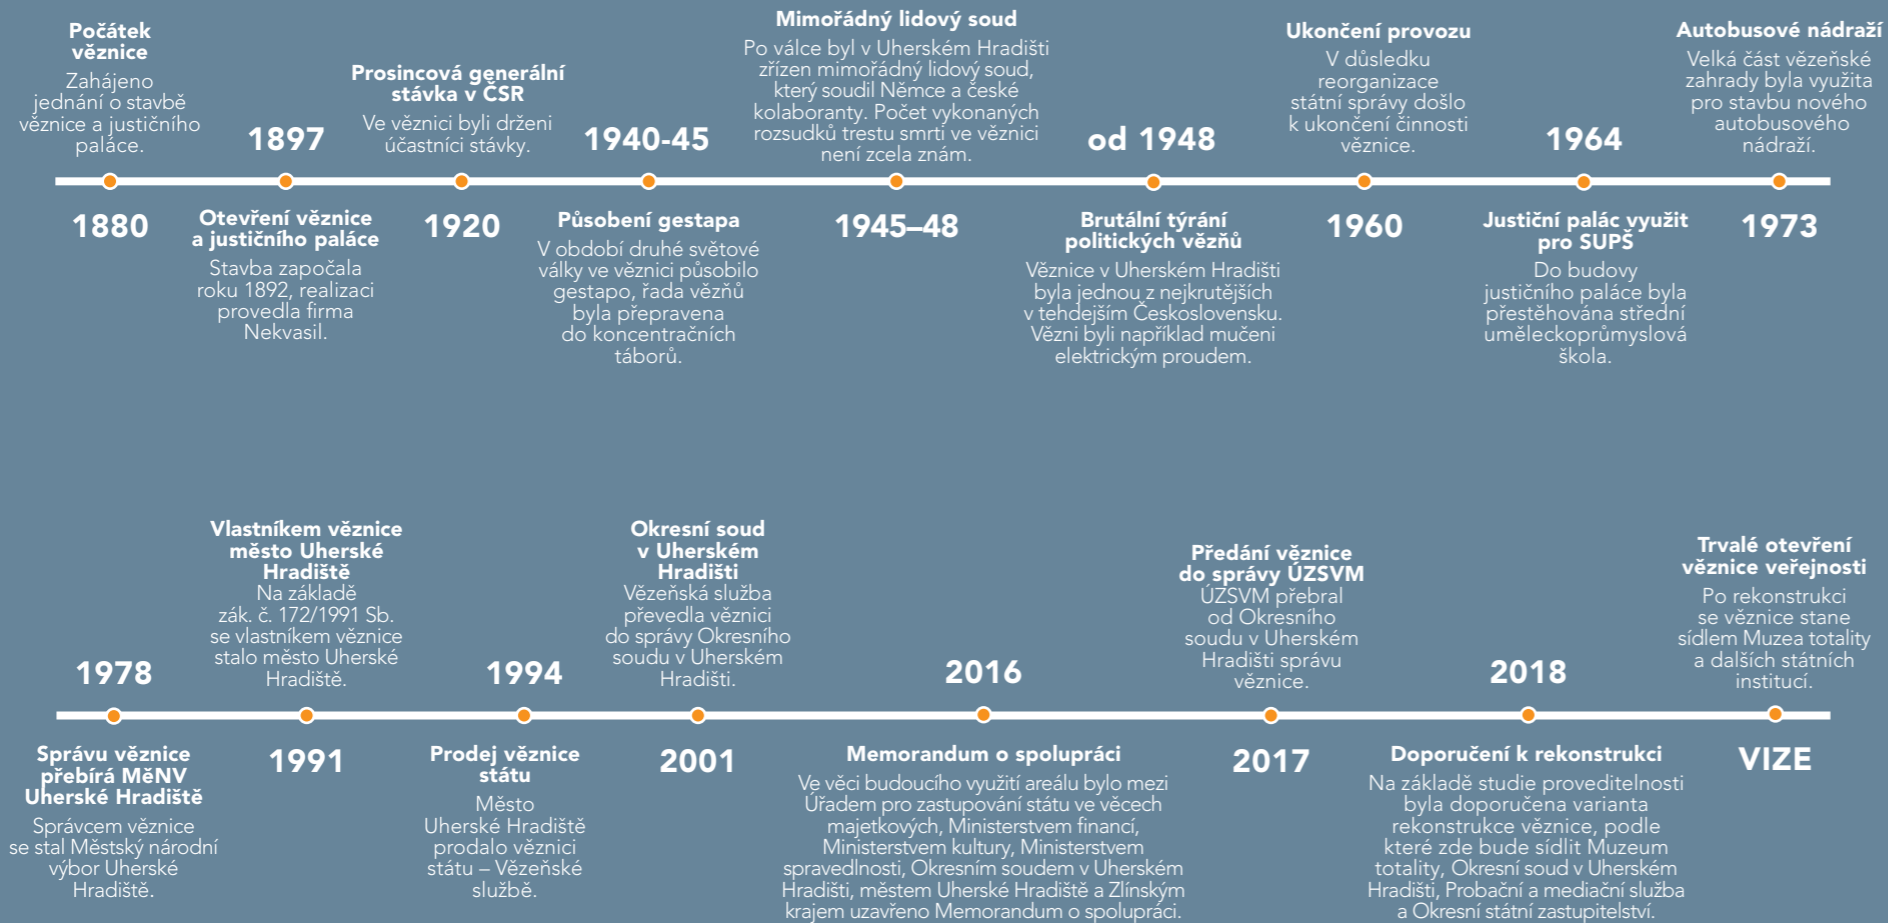 Počátek
věznice
Zahájeno
jednání o stavbě
věznice a justičního
paláce.
1880
1897
Otevření věznice
a justičního paláce
Stavba započala
roku 1892, realizaci
provedla firma
Nekvasil.
Prosincová generální
stávka v ČSR
Ve věznici byli drženi
účastníci stávky.
1920
1940-45
Působení gestapa
V období druhé světové
války ve věznici působilo
gestapo, řada vězňů
byla přepravena
do koncentračních
táborů.
Mimořádný lidový soud
Po válce byl v Uherském Hradišti
zřízen mimořádný lidový soud,
který soudil Němce a české
kolaboranty. Počet vykonaných
rozsudků trestu smrti ve věznici
není zcela znám.
1945–48
od 1948
Brutální týrání
politických vězňů
Věznice v Uherském Hradišti
byla jednou z nejkrutějších
v tehdejším Československu.
Vězni byli například mučeni
elektrickým proudem.
Ukončení provozu
V důsledku
reorganizace
státní správy došlo
k ukončení činnosti
věznice.
1960
1964
Justiční palác využit
pro SUPŠ
Do budovy
justičního paláce byla
přestěhována střední
uměleckoprůmyslová
škola.
Autobusové nádraží
Velká část vězeňské
zahrady byla využita
pro stavbu nového
autobusového
nádraží.
1973
1978
Správu věznice
přebírá MěNV
Uherské Hradiště
Správcem věznice
se stal Městský národní
výbor Uherské
Hradiště.
Vlastníkem věznice
město Uherské
Hradiště
Na základě
zák. č. 172/1991 Sb.
se vlastníkem věznice
stalo město Uherské
Hradiště.
1991
1994
Prodej věznice
státu
Město
Uherské Hradiště
prodalo věznici
státu – Vězeňské
službě.
Okresní soud
v Uherském
Hradišti
Vězeňská služba
převedla věznici
do správy Okresního
soudu v Uherském
Hradišti.
2001
2016
Memorandum o spolupráci
Ve věci budoucího využití areálu bylo mezi
Úřadem pro zastupování státu ve věcech
majetkových, Ministerstvem financí,
Ministerstvem kultury, Ministerstvem
spravedlnosti, Okresním soudem v Uherském
Hradišti, městem Uherské Hradiště a Zlínským
krajem uzavřeno Memorandum o spolupráci.
Předání věznice
do správy ÚZSVM
ÚZSVM přebral
od Okresního
soudu v Uherském
Hradišti správu
věznice.
2017
2018
Doporučení k rekonstrukci
Na základě studie proveditelnosti
byla doporučena varianta
rekonstrukce věznice, podle
které zde bude sídlit Muzeum
totality, Okresní soud v Uherském
Hradišti, Probační a mediační služba
a Okresní státní zastupitelství.
Trvalé otevření
věznice veřejnosti
Po rekonstrukci
se věznice stane
sídlem Muzea totality
a dalších státních
institucí.
VIZE